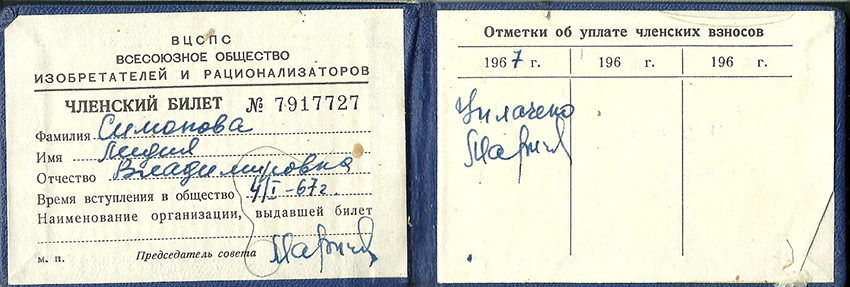 ВЦСПС
ВСЕСОЮЗНОЕ ОБЩЕСТВО
ИЗОБРЕТАТЕЛЕЙ И РАЦИОНАЛИЗАТОРОВ
ЧЛЕНСКИЙ БИЛЕТ № 7917727
Фамилия Симонова
Имя Лидия
Отчество Владимировна
Время вступления в общество 4/I-67г.
Наименование организации, выдавшей билет
м. п. Председатель совета
Отметки об уплате членских взносов
1967 г. 196 г. 196 г.
Уплачено